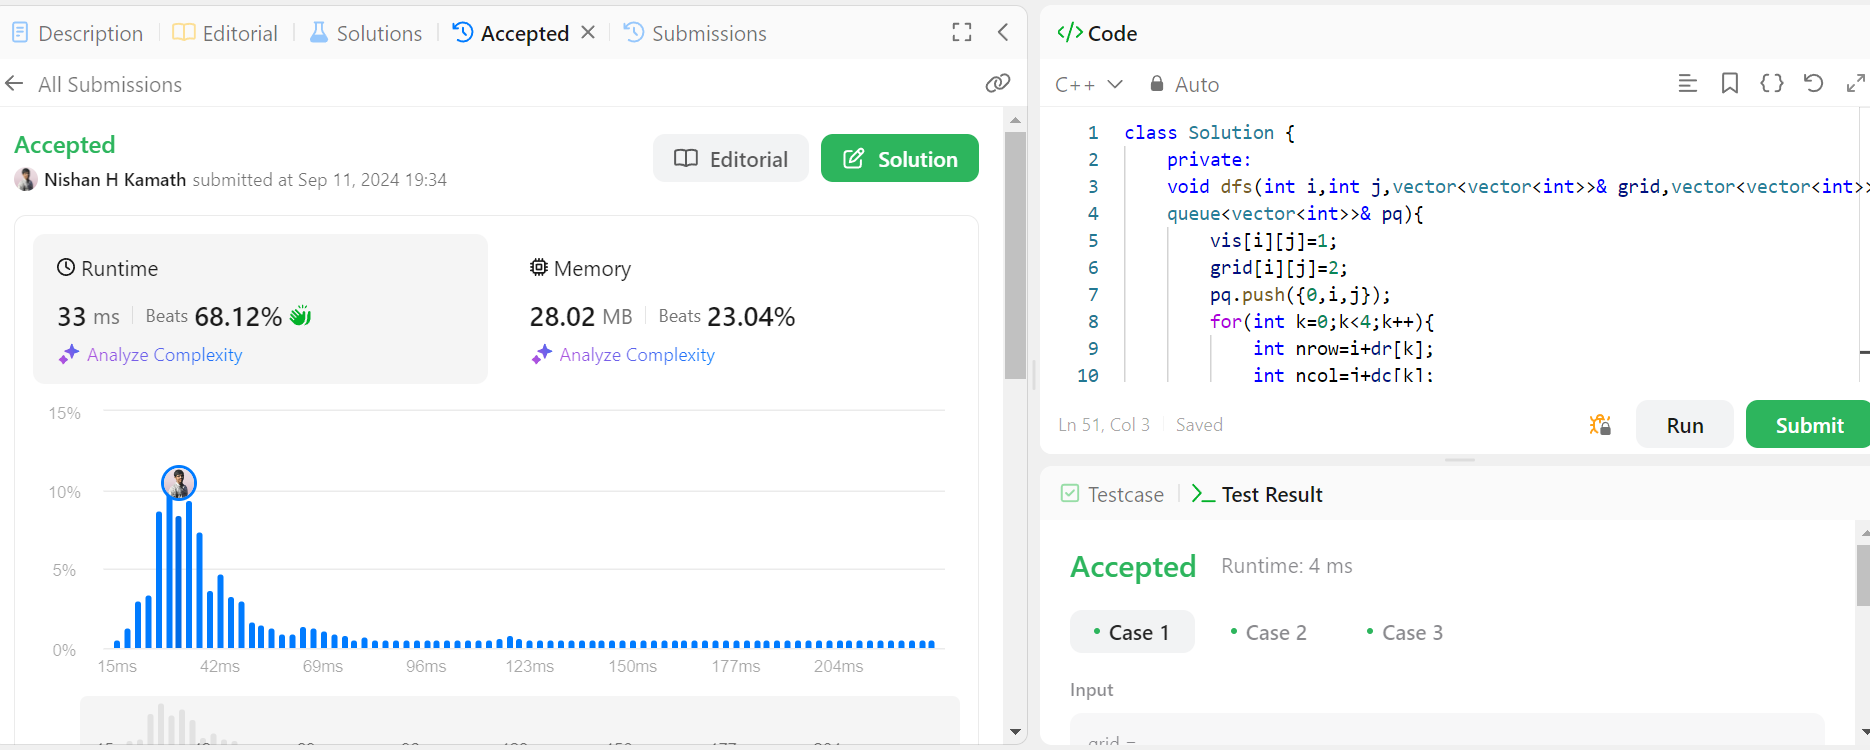 Description
Editorial
Solutions
Accepted
Submissions
All Submissions
Accepted
Nishan H Kamath submitted at Sep 11, 2024 19:34
Editorial
Solution
Runtime
33 ms Beats 68.12%
Analyze Complexity
Memory
28.02 MB Beats 23.04%
Analyze Complexity
15%
10%
5%
0%
15ms 42ms 69ms 96ms 123ms 150ms 177ms 204ms
</> Code
C++ Auto
1 class Solution {
2 private:
3 void dfs(int i,int j,vector<vector<int>>& grid,vector<vector<int>>
4 queue<vector<int>>& pq){
5 vis[i][j]=1;
6 grid[i][j]=2;
7 pq.push({0,i,j});
8 for(int k=0;k<4;k++){
9 int nrow=i+dr[k];
10 int ncol=j+dc[k];
Ln 51, Col 3 Saved
Run
Submit
Testcase
Test Result
Accepted Runtime: 4 ms
Case 1
Case 2
Case 3
Input
grid =